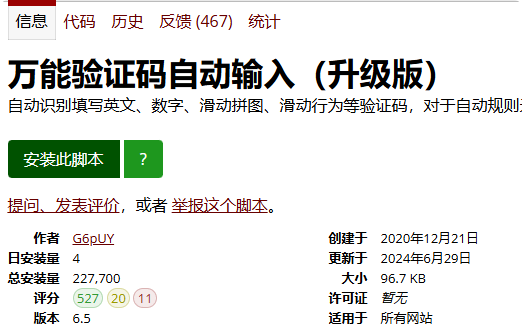 信息 代码 历史 反馈 (467) 统计
万能验证码自动输入（升级版）
自动识别填写英文、数字、滑动拼图、滑动行为等验证码，对于自动规则
安装此脚本 ?
提问、发表评价，或者 举报这个脚本。
作者 G6pUY 创建于 2020年12月21日
日安装量 4 更新于 2024年6月29日
总安装量 227,700 大小 96.7 KB
评分 527 20 11 许可证 暂无
版本 6.5 适用于 所有网站